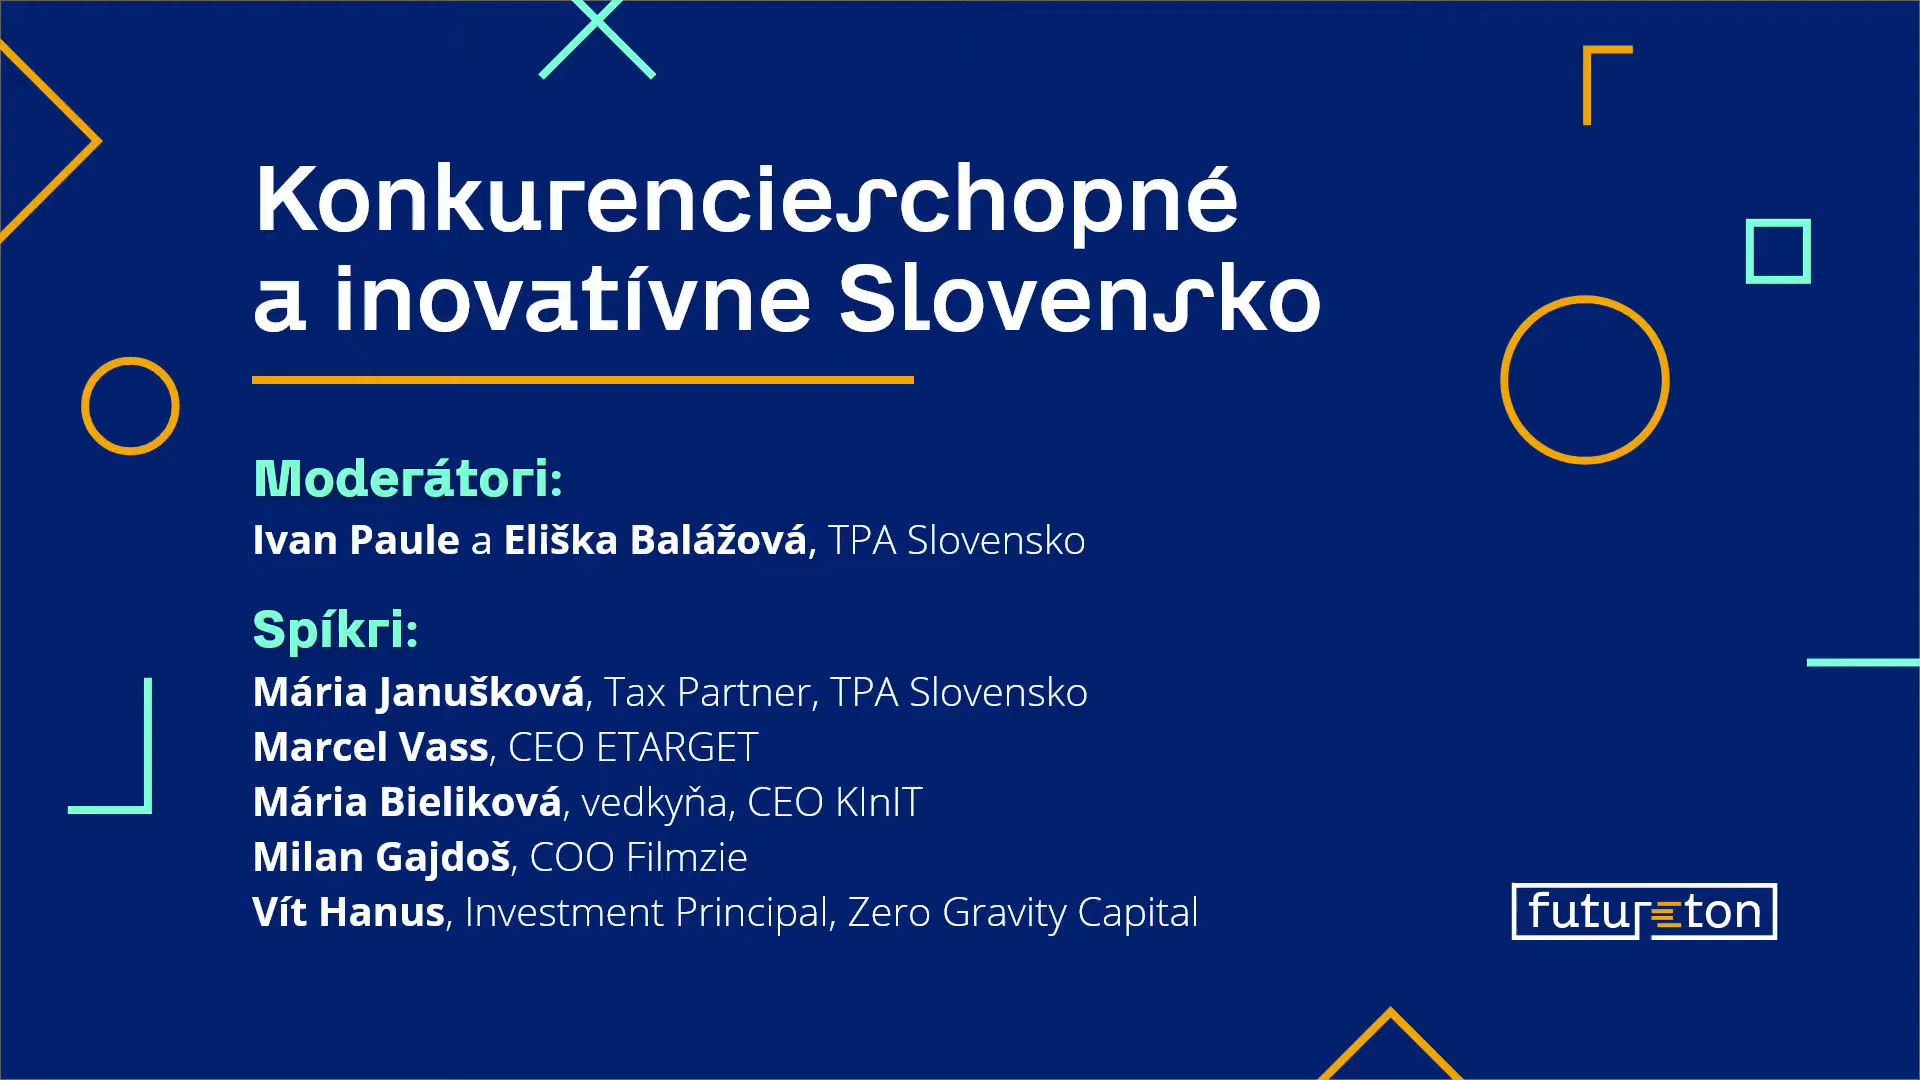 Konkurencieschopné
a inovatívne Slovensko
Moderátori:
Ivan Paule a Eliška Balážová, TPA Slovensko
Spíkri:
Mária Janušková, Tax Partner, TPA Slovensko
Marcel Vass, CEO ETARGET
Mária Bieliková, vedkyňa, CEO KInIT
Milan Gajdoš, COO Filmzie
Vít Hanus, Investment Principal, Zero Gravity Capital
futureton